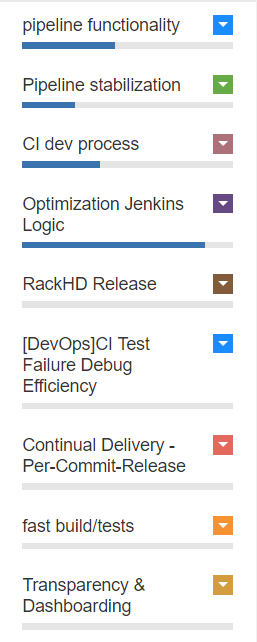 pipeline functionality
Pipeline stabilization
CI dev process
Optimization Jenkins
Logic
RackHD Release
[DevOps]CI Test
Failure Debug
Efficiency
Continual Delivery -
Per-Commit-Release
fast build/tests
Transparency &
Dashboarding